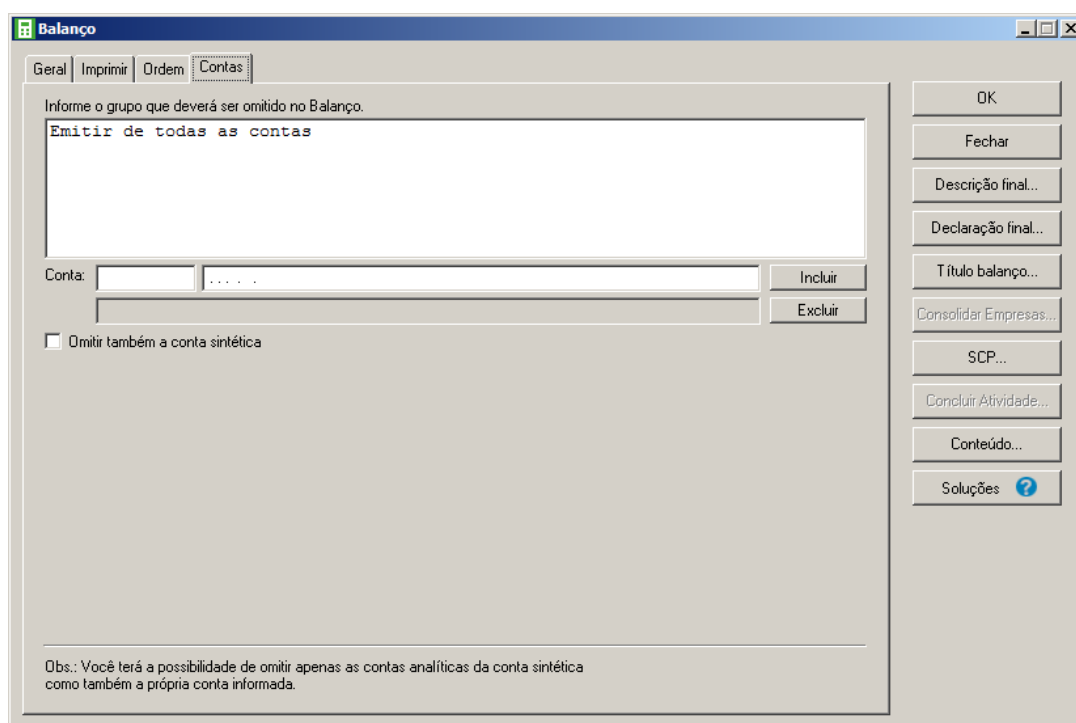 Balanço
Geral Imprimir Ordem Contas
Informe o grupo que deverá ser omitido no Balanço.
Emitir de todas as contas
Conta: . . . . . Incluir
Excluir
Omitir também a conta sintética
Obs.: Você terá a possibilidade de omitir apenas as contas analíticas da conta sintética
como também a própria conta informada.
OK
Fechar
Descrição final...
Declaração final...
Título balanço...
Consolidar Empresas...
SCP...
Concluir Atividade...
Conteúdo...
Soluções ?